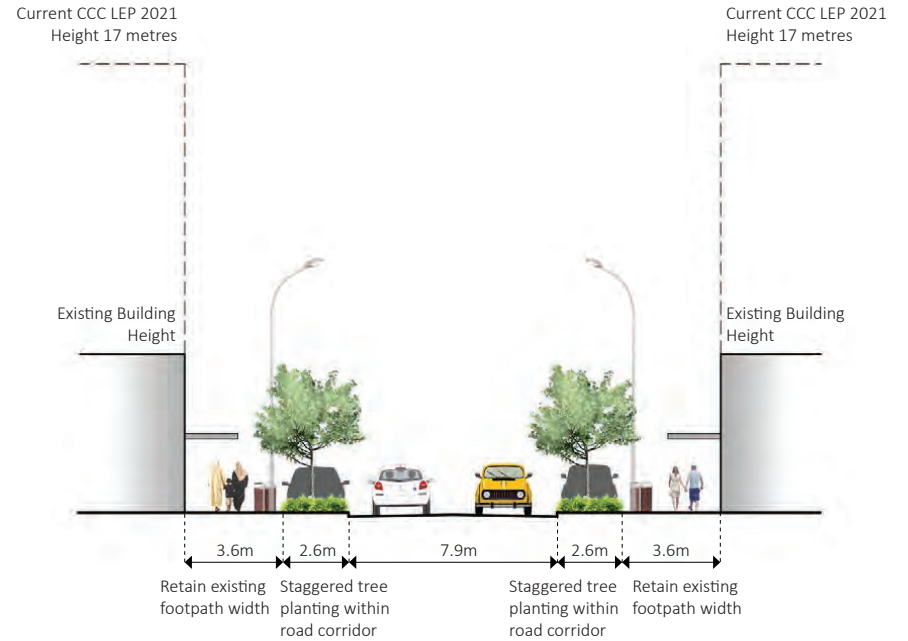 Current CCC LEP 2021
Height 17 metres
Current CCC LEP 2021
Height 17 metres
Existing Building
Height
Existing Building
Height
3.6m
2.6m
7.9m
2.6m
3.6m
Retain existing
footpath width
Staggered tree
planting within
road corridor
Staggered tree
planting within
road corridor
Retain existing
footpath width